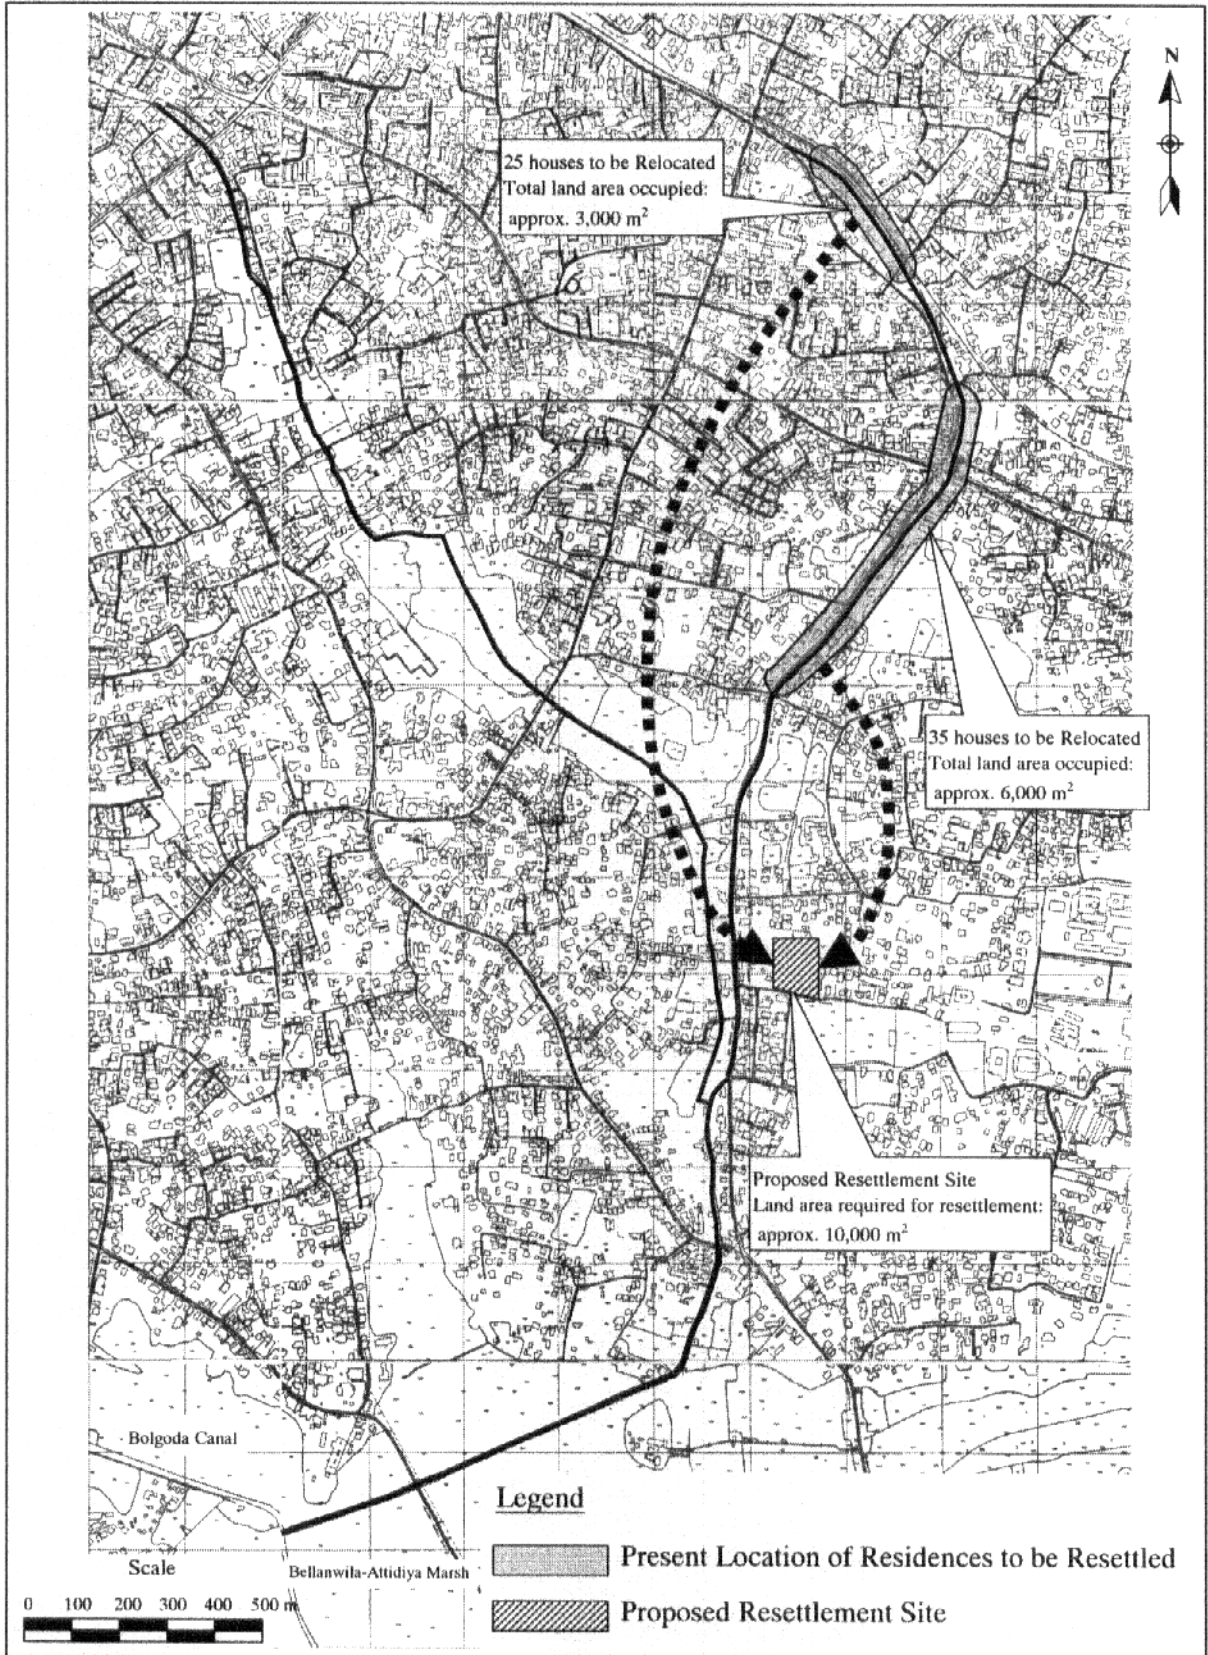 N
25 houses to be Relocated
Total land area occupied:
approx. 3,000 m²
35 houses to be Relocated
Total land area occupied:
approx. 6,000 m²
Proposed Resettlement Site
Land area required for resettlement:
approx. 10,000 m²
Bolgoda Canal
Bellanwila-Attidiya Marsh
Scale
0 100 200 300 400 500 m
Legend
Present Location of Residences to be Resettled
Proposed Resettlement Site